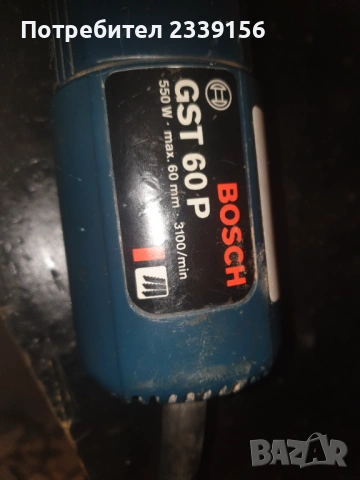 Потребител 2339156
BOSCH
GST 60 P
550 W · max. 60 mm · 3100/min
BAZAR